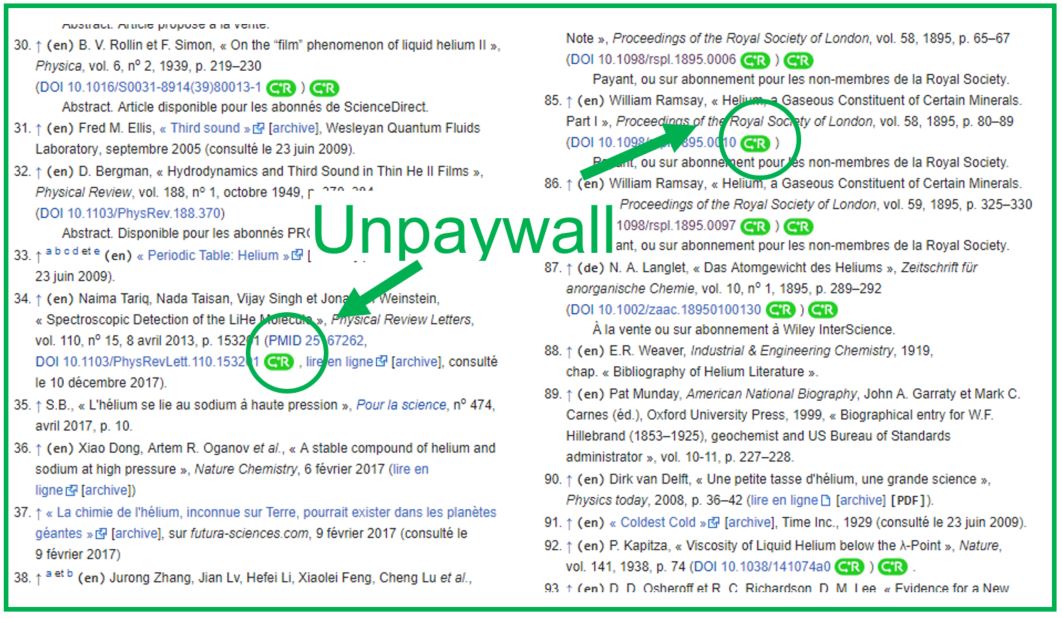 Abstract. Article proposé à la vente.
30. ↑ (en) B. V. Rollin et F. Simon, « On the “film” phenomenon of liquid helium II »,
Physica, vol. 6, nº 2, 1939, p. 219–230
(DOI 10.1016/S0031-8914(39)80013-1 C*R ) C*R
Abstract. Article disponible pour les abonnés de ScienceDirect.
31. ↑ (en) Fred M. Ellis, « Third sound » [archive], Wesleyan Quantum Fluids
Laboratory, septembre 2005 (consulté le 23 juin 2009).
32. ↑ (en) D. Bergman, « Hydrodynamics and Third Sound in Thin He II Films »,
Physical Review, vol. 188, nº 1, octobre 1949,
(DOI 10.1103/PhysRev.188.370)
Abstract. Disponible pour les abonnés
33. ↑ a b c d et e (en) « Periodic Table: Helium » [
23 juin 2009).
34. ↑ (en) Naima Tariq, Nada Taisan, Vijay Singh et Weinstein,
« Spectroscopic Detection of the LiHe Molecule », Physical Review Letters,
vol. 110, nº 15, 8 avril 2013, p. (PMID
DOI 10.1103/PhysRevLett.110.153201 C*R , lire en ligne [archive], consulté
le 10 décembre 2017).
35. ↑ S.B., « L'hélium se lie au sodium à haute pression », Pour la science, nº 474,
avril 2017, p. 10.
36. ↑ (en) Xiao Dong, Artem R. Oganov et al., « A stable compound of helium and
sodium at high pressure », Nature Chemistry, 6 février 2017 (lire en
ligne [archive])
37. ↑ « La chimie de l'hélium, inconnue sur Terre, pourrait exister dans les planètes
géantes » [archive], sur futura-sciences.com, 9 février 2017 (consulté le
9 février 2017)
38. ↑ a et b (en) Jurong Zhang, Jian Lv, Hefei Li, Xiaolei Feng, Cheng Lu et al.,
Unpaywall
Note », Proceedings of the Royal Society of London, vol. 58, 1895, p. 65–67
(DOI 10.1098/rspl.1895.0006 C*R ) C*R
Payant, ou sur abonnement pour les non-membres de la Royal Society.
85. ↑ (en) William Ramsay, « Helium, a Gaseous Constituent of Certain Minerals.
Part I », Proceedings of the Royal Society of London, vol. 58, 1895, p. 80–89
(DOI 10.1098/rspl.1895.0010 C*R )
Payant, ou sur abonnement pour les non-membres de la Royal Society.
86. ↑ (en) William Ramsay, « Helium, a Gaseous Constituent of Certain Minerals.
Proceedings of the Royal Society of London, vol. 59, 1895, p. 325–330
1098/rspl.1895.0097 C*R ) C*R
ou sur abonnement pour les non-membres de la Royal Society.
87. ↑ (de) N. A. Langlet, « Das Atomgewicht des Heliums », Zeitschrift für
anorganische Chemie, vol. 10, nº 1, 1895, p. 289–292
(DOI 10.1002/zaac.18950100130 C*R ) C*R
À la vente ou sur abonnement à Wiley InterScience.
88. ↑ (en) E.R. Weaver, Industrial & Engineering Chemistry, 1919,
chap. « Bibliography of Helium Literature ».
89. ↑ (en) Pat Munday, American National Biography, John A. Garraty et Mark C.
Carnes (éd.), Oxford University Press, 1999, « Biographical entry for W.F.
Hillebrand (1853–1925), geochemist and US Bureau of Standards
administrator », vol. 10-11, p. 227–228.
90. ↑ (en) Dirk van Delft, « Une petite tasse d'hélium, une grande science »,
Physics today, 2008, p. 36–42 (lire en ligne [archive] [PDF]).
91. ↑ (en) « Coldest Cold » [archive], Time Inc., 1929 (consulté le 23 juin 2009).
92. ↑ (en) P. Kapitza, « Viscosity of Liquid Helium below the λ-Point », Nature,
vol. 141, 1938, p. 74 (DOI 10.1038/141074a0 C*R ) C*R .
93. ↑ (en) D. D. Osheroff et R. C. Richardson, D. M. Lee, « Evidence for a New